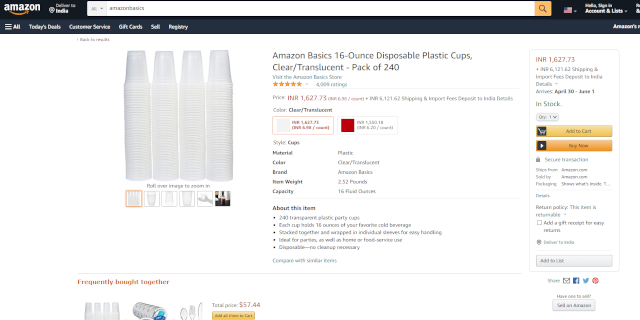 amazon
Deliver to
India
All
amazonbasics
Hello, Sign in
Account & Lists
All Today's Deals Customer Service Gift Cards Sell Registry
Amazon's
‹ Back to results
Amazon Basics 16-Ounce Disposable Plastic Cups,
Clear/Translucent - Pack of 240
Visit the Amazon Basics Store
4,009 ratings
Price: INR 1,627.73 (INR 6.98 / count) + INR 6,121.62 Shipping & Import Fees Deposit to India Details
Color: Clear/Translucent
INR 1,627.73
(INR 6.98 / count)
INR 1,550.18
(INR 6.20 / count)
Style: Cups
Material Plastic
Color Clear/Translucent
Brand Amazon Basics
Item Weight 2.52 Pounds
Capacity 16 Fluid Ounces
About this item
• 240 transparent plastic party cups
• Each cup holds 16 ounces of your favorite cold beverage
• Stacked together and wrapped in individual sleeves for easy handling
• Ideal for parties, as well as home or food-service use
• Disposable—no cleanup necessary
Compare with similar items
Roll over image to zoom in
INR 1,627.73
+ INR 6,121.62 Shipping &
Import Fees Deposit to India
Details
Arrives: April 30 - June 1
In Stock.
Qty: 1
Add to Cart
Buy Now
Secure transaction
Ships from Amazon.com
Sold by Amazon.com
Packaging Shows what's inside. T...
Details
Return policy: This item is
returnable
Add a gift receipt for easy
returns
Deliver to India
Add to List
Share
Have one to sell?
Sell on Amazon
Frequently bought together
Total price: $57.44
Add all three to Cart